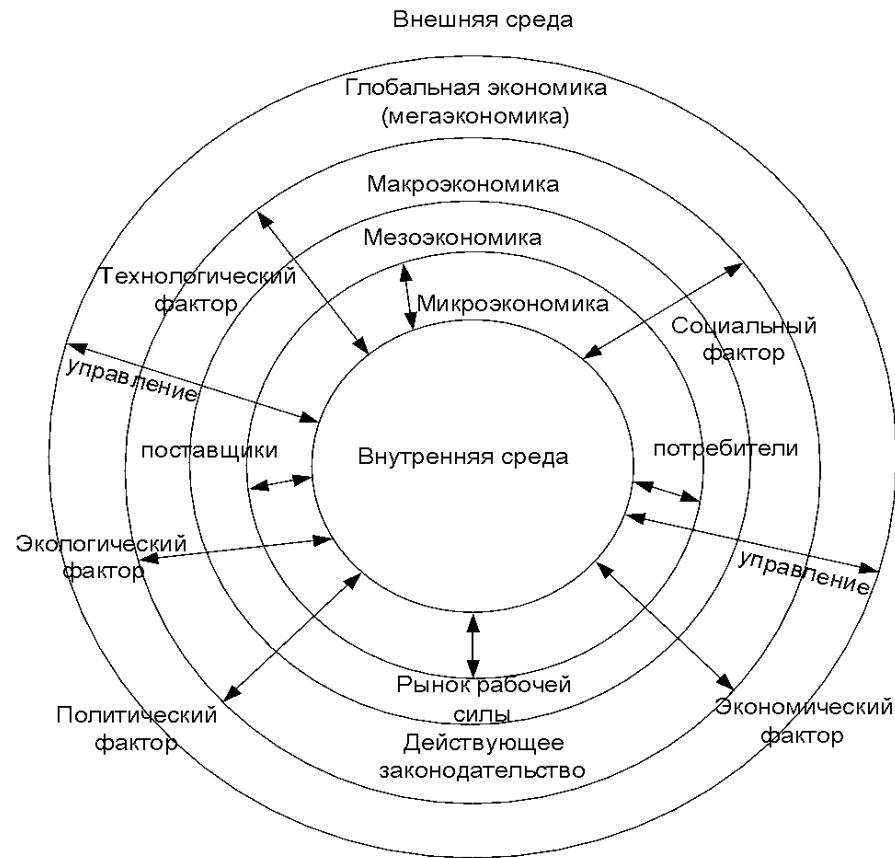 Внешняя среда
Глобальная экономика
(мегаэкономика)
Макроэкономика
Мезоэкономика
Технологический
фактор
Микроэкономика
Социальный
фактор
управление
поставщики
Внутренняя среда
потребители
Экологический
фактор
управление
Рынок рабочей
силы
Политический
фактор
Экономический
фактор
Действующее
законодательство